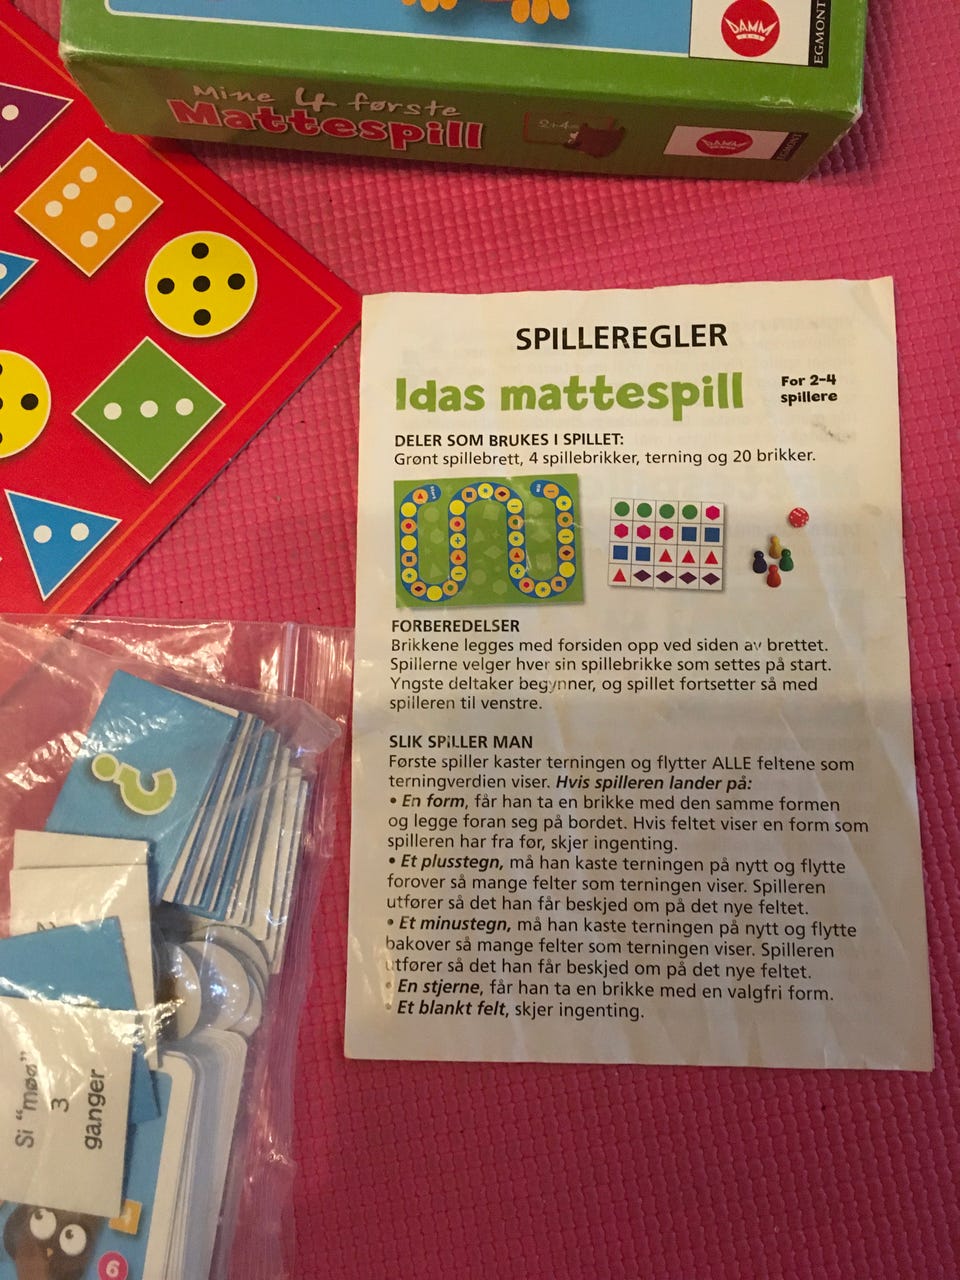 DAMM
EGMONT
Mine 4 første
Mattespill
2+4=
DAMM
EGMONT
SPILLEREGLER
Idas mattespill
For 2-4
spillere
DELER SOM BRUKES I SPILLET:
Grønt spillebrett, 4 spillebrikker, terning og 20 brikker.
FORBEREDELSER
Brikkene legges med forsiden opp ved siden av brettet.
Spillerne velger hver sin spillebrikke som settes på start.
Yngste deltaker begynner, og spillet fortsetter så med
spilleren til venstre.
SLIK SPILLER MAN
Første spiller kaster terningen og flytter ALLE feltene som
terningverdien viser. Hvis spilleren lander på:
• En form, får han ta en brikke med den samme formen
og legge foran seg på bordet. Hvis feltet viser en form som
spilleren har fra før, skjer ingenting.
• Et plusstegn, må han kaste terningen på nytt og flytte
forover så mange felter som terningen viser. Spilleren
utfører så det han får beskjed om på det nye feltet.
• Et minustegn, må han kaste terningen på nytt og flytte
bakover så mange felter som terningen viser. Spilleren
utfører så det han får beskjed om på det nye feltet.
• En stjerne, får han ta en brikke med en valgfri form.
• Et blankt felt, skjer ingenting.
?
Si "møø"
3
ganger
6